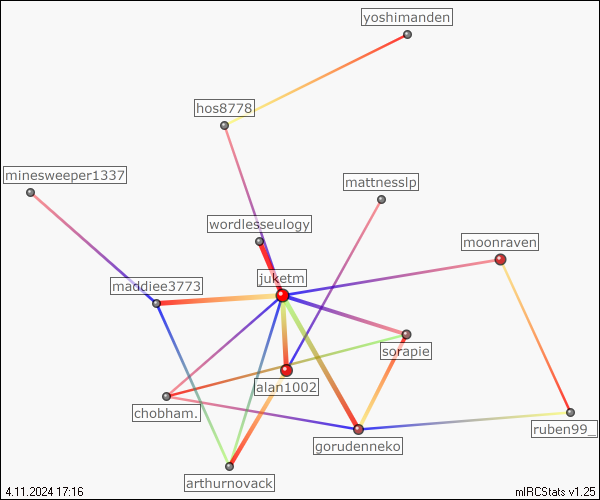 yoshimanden
hos8778
minesweeper1337
mattnesslp
wordlesseulogy
moonraven
juketm
maddiee3773
sorapie
alan1002
chobham.
ruben99_
gorudenneko
arthurnovack
4.11.2024 17:16
mIRCStats v1.25